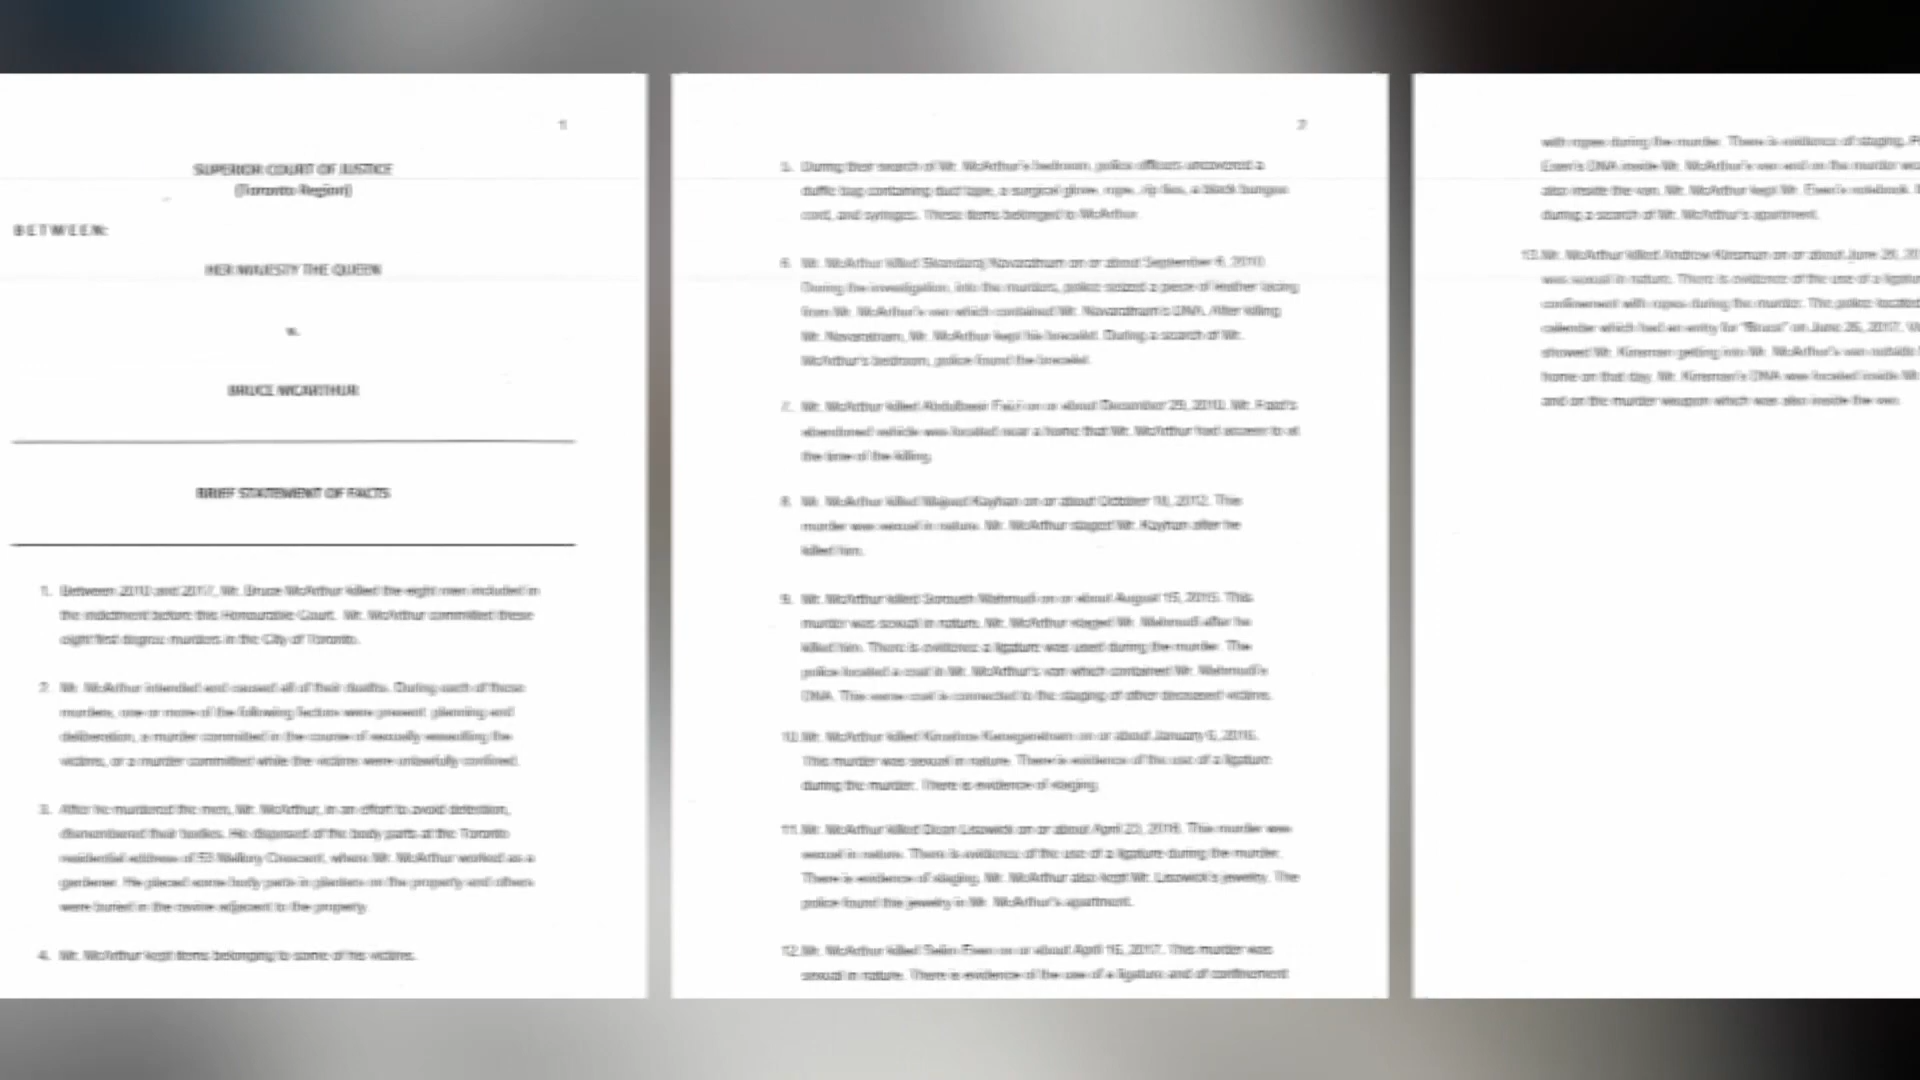 1
SUPERIOR COURT OF JUSTICE
(Toronto Region)
BETWEEN:
HER MAJESTY THE QUEEN
v.
BRUCE MCARTHUR
BRIEF STATEMENT OF FACTS
1. Between 2010 and 2017, Mr. Bruce McArthur killed the eight men included in
the indictment before this Honourable Court. Mr. McArthur committed these
eight first degree murders in the City of Toronto.
2. Mr. McArthur intended and caused all of their deaths. During each of these
murders, one or more of the following factors were present: planning and
deliberation, a murder committed in the course of sexually assaulting the
victims, or a murder committed while the victims were unlawfully confined.
3. After he murdered the men, Mr. McArthur, in an effort to avoid detection,
dismembered their bodies. He disposed of the body parts at the Toronto
residential address of 53 Mallory Crescent, where Mr. McArthur worked as a
gardener. He placed some body parts in planters on the property and others
were buried in the ravine adjacent to the property.
4. Mr. McArthur kept items belonging to some of his victims.
2
5. During their search of Mr. McArthur's bedroom, police officers uncovered a
duffle bag containing duct tape, a surgical glove, rope, zip ties, a black bungee
cord, and syringes. These items belonged to McArthur.
6. Mr. McArthur killed Skandaraj Navaratnam on or about September 6, 2010.
During the investigation, into the murders, police seized a piece of leather lacing
from Mr. McArthur's van which contained Mr. Navaratnam's DNA. After killing
Mr. Navaratnam, Mr. McArthur kept his bracelet. During a search of Mr.
McArthur's bedroom, police found the bracelet.
7. Mr. McArthur killed Abdulbasir Faizi on or about December 29, 2010. Mr. Faizi's
abandoned vehicle was located near a home that Mr. McArthur had access to at
the time of the killing.
8. Mr. McArthur killed Majeed Kayhan on or about October 18, 2012. This
murder was sexual in nature. Mr. McArthur staged Mr. Kayhan after he
killed him.
9. Mr. McArthur killed Soroush Mahmudi on or about August 15, 2015. This
murder was sexual in nature. Mr. McArthur staged Mr. Mahmudi after he
killed him. There is evidence a ligature was used during the murder. The
police located a coat in Mr. McArthur's van which contained Mr. Mahmudi's
DNA. This same coat is connected to the staging of other deceased victims.
10. Mr. McArthur killed Kirushna Kanagaratnam on or about January 6, 2016.
This murder was sexual in nature. There is evidence of the use of a ligature
during the murder. There is evidence of staging.
11. Mr. McArthur killed Dean Lisowick on or about April 23, 2016. This murder was
sexual in nature. There is evidence of the use of a ligature during the murder.
There is evidence of staging. Mr. McArthur also kept Mr. Lisowick's jewelry. The
police found the jewelry in Mr. McArthur's apartment.
12. Mr. McArthur killed Selim Esen on or about April 16, 2017. This murder was
sexual in nature. There is evidence of the use of a ligature and of confinement
with ropes during the murder. There is evidence of staging.
Esen's DNA inside Mr. McArthur's van and on the murder
also inside the van. Mr. McArthur kept Mr. Esen's notebook.
during a search of Mr. McArthur's apartment.
13. Mr. McArthur killed Andrew Kinsman on or about June 26,
was sexual in nature. There is evidence of the use of a
confinement with ropes during the murder. The police located
calendar which had an entry for "Bruce" on June 26, 2017.
showed Mr. Kinsman getting into Mr. McArthur's van outside
home on that day. Mr. Kinsman's DNA was located inside
and on the murder weapon which was also inside the van.